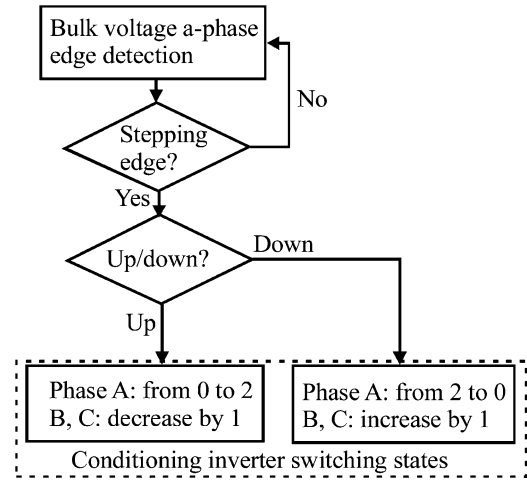 Bulk voltage a-phase
edge detection
No
Stepping
edge?
Yes
Up/down?
Down
Up
Phase A: from 0 to 2
B, C: decrease by 1
Phase A: from 2 to 0
B, C: increase by 1
Conditioning inverter switching states